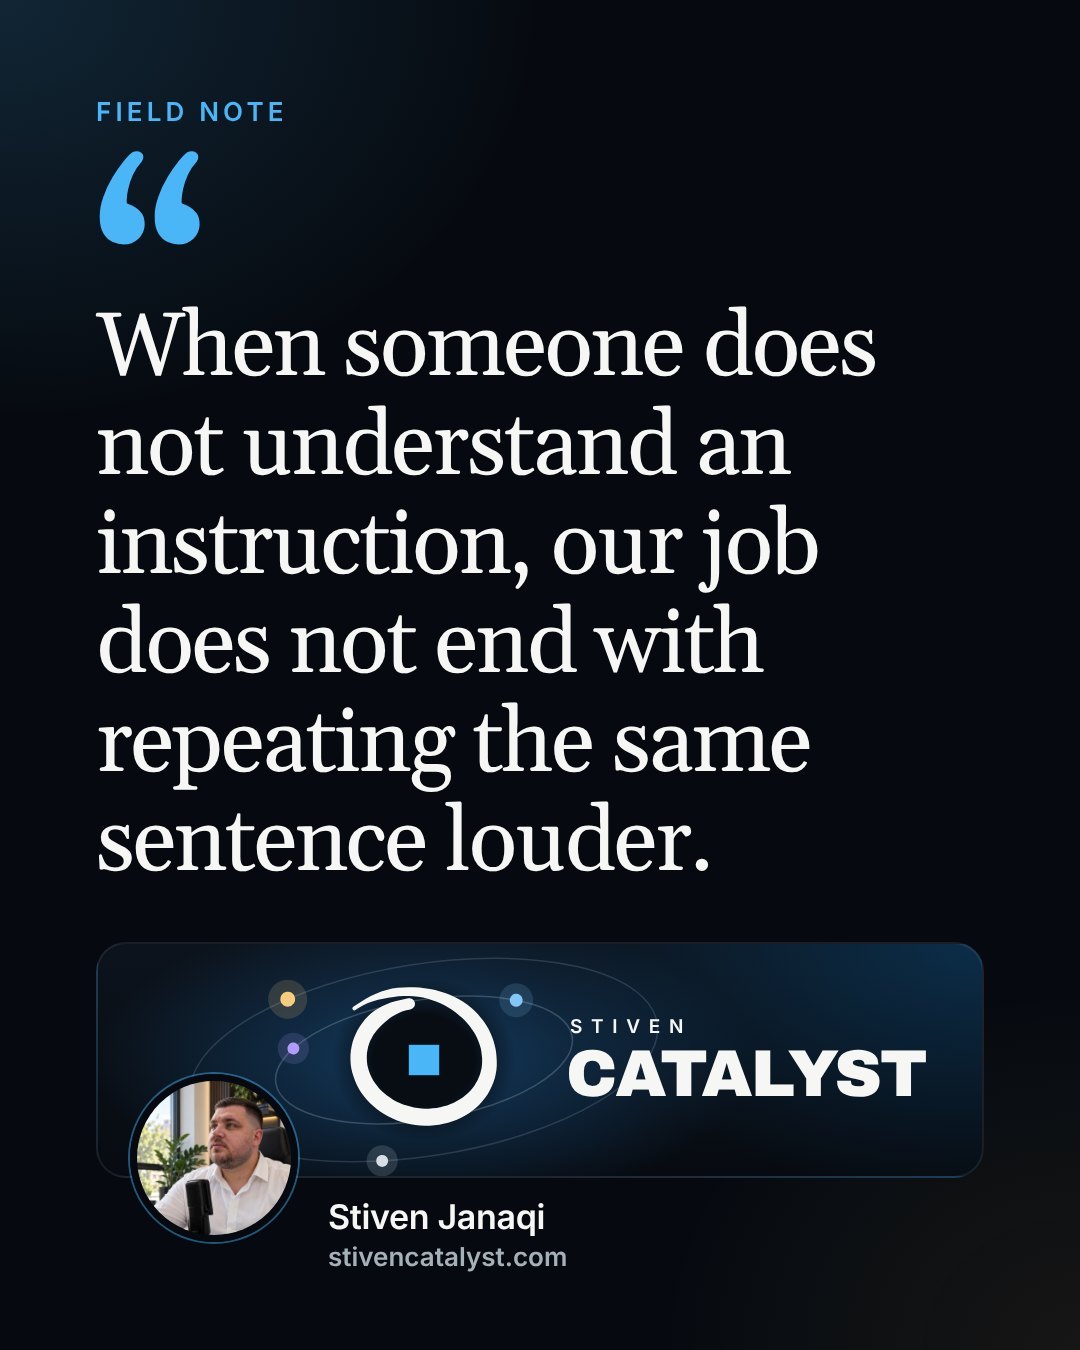 FIELD NOTE
“
When someone does
not understand an
instruction, our job
does not end with
repeating the same
sentence louder.
STIVEN
CATALYST
Stiven Janaqi
stivencatalyst.com